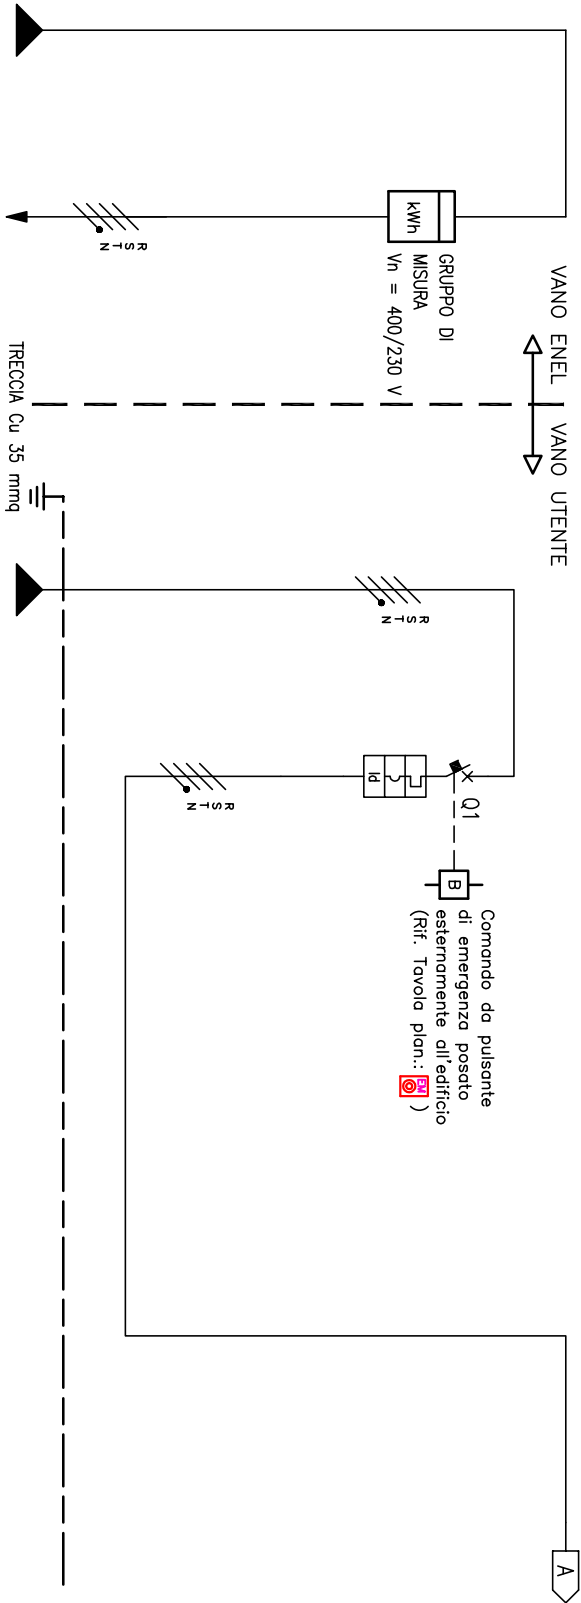 VANO ENEL
VANO UTENTE
kWh
GRUPPO DI
MISURA
Vn = 400/230 V
R
S
T
N
TRECCIA Cu 35 mmq
R
S
T
N
Q1
Id
B
Comando da pulsante
di emergenza posato
esternamente all'edificio
(Rif. Tavola plan.: EM )
R
S
T
N
A